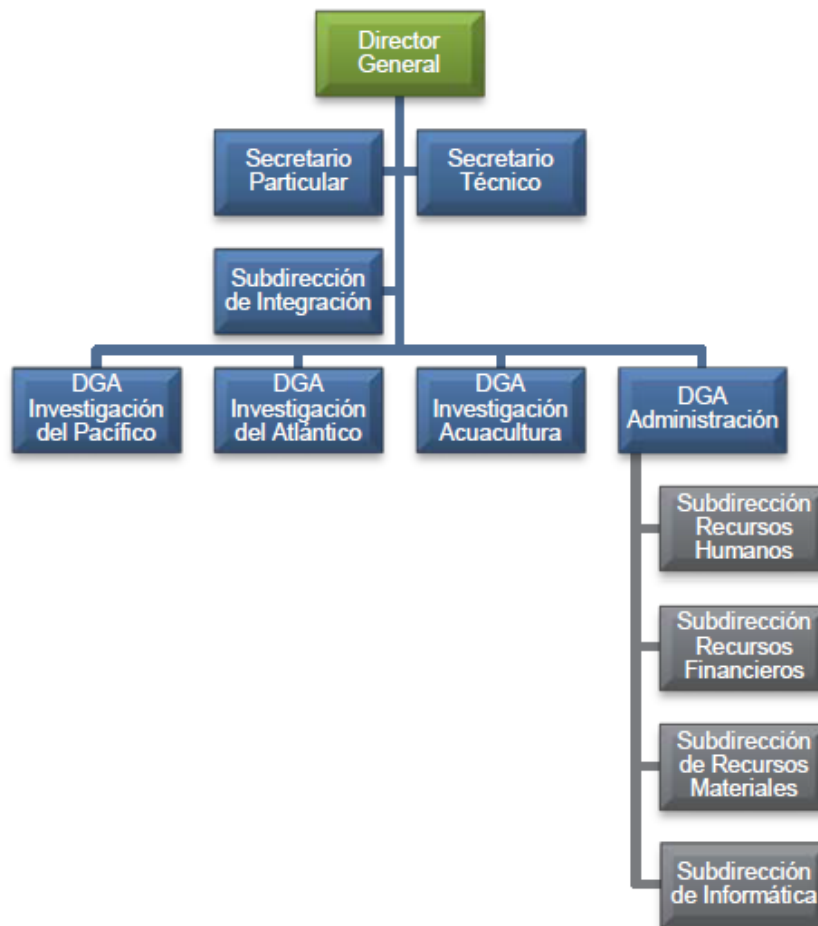 Director
General
Secretario
Particular
Secretario
Técnico
Subdirección
de Integración
DGA
Investigación
del Pacífico
DGA
Investigación
del Atlántico
DGA
Investigación
Acuacultura
DGA
Administración
Subdirección
Recursos
Humanos
Subdirección
Recursos
Financieros
Subdirección
de Recursos
Materiales
Subdirección
de Informática